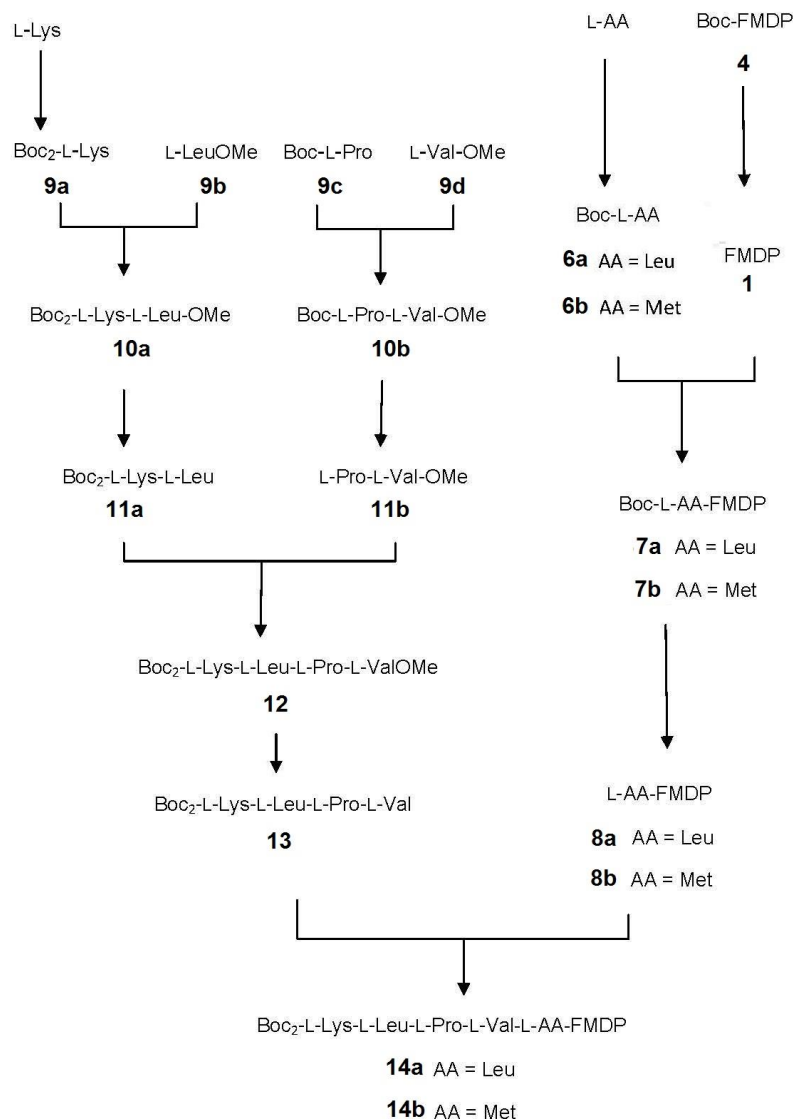 L-Lys
L-AA Boc-FMDP
4
Boc₂-L-Lys L-LeuOMe Boc-L-Pro L-Val-OMe
9a 9b 9c 9d
Boc-L-AA
6a AA = Leu FMDP
6b AA = Met 1
Boc₂-L-Lys-L-Leu-OMe Boc-L-Pro-L-Val-OMe
10a 10b
Boc₂-L-Lys-L-Leu L-Pro-L-Val-OMe
11a 11b
Boc-L-AA-FMDP
7a AA = Leu
7b AA = Met
Boc₂-L-Lys-L-Leu-L-Pro-L-ValOMe
12
Boc₂-L-Lys-L-Leu-L-Pro-L-Val
13
L-AA-FMDP
8a AA = Leu
8b AA = Met
Boc₂-L-Lys-L-Leu-L-Pro-L-Val-L-AA-FMDP
14a AA = Leu
14b AA = Met